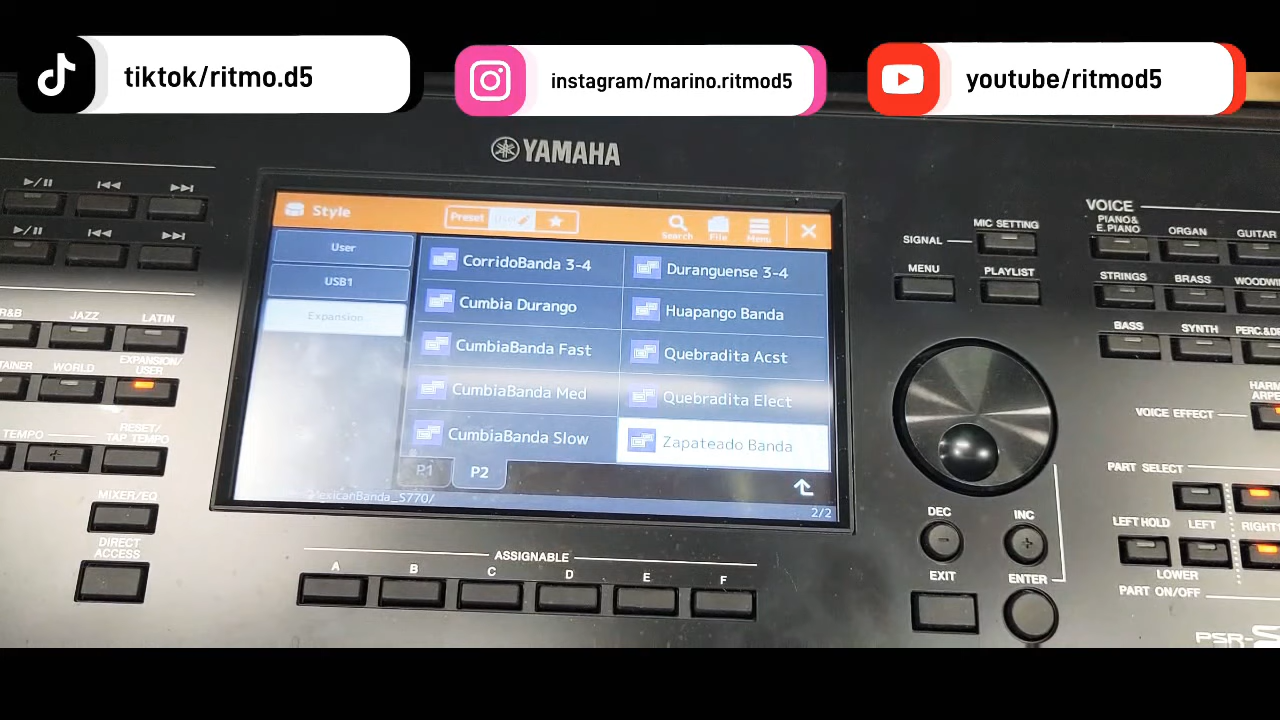 tiktok/ritmo.d5
instagram/marino.ritmod5
youtube/ritmod5
YAMAHA
Style
Preset
User
Search
File
Menu
User
USB1
Expansion
CorridoBanda 3-4
Duranguense 3-4
Cumbia Durango
Huapango Banda
CumbiaBanda Fast
Quebradita Acst
CumbiaBanda Med
Quebradita Elect
CumbiaBanda Slow
Zapateado Banda
P1
P2
MexicanBanda_S770/
2/2
R&B
JAZZ
LATIN
WORLD
EXPANSION/
USER
TEMPO
RESET/
TAP TEMPO
MIXER/EQ
DIRECT
ACCESS
ASSIGNABLE
A
B
C
D
E
F
SIGNAL
MIC SETTING
MENU
PLAYLIST
DEC
INC
EXIT
ENTER
VOICE
PIANO &
E.PIANO
ORGAN
GUITAR
STRINGS
BRASS
BASS
SYNTH
VOICE EFFECT
PART SELECT
LEFT HOLD
LEFT
RIGHT1
LOWER
PART ON/OFF
PSR-S